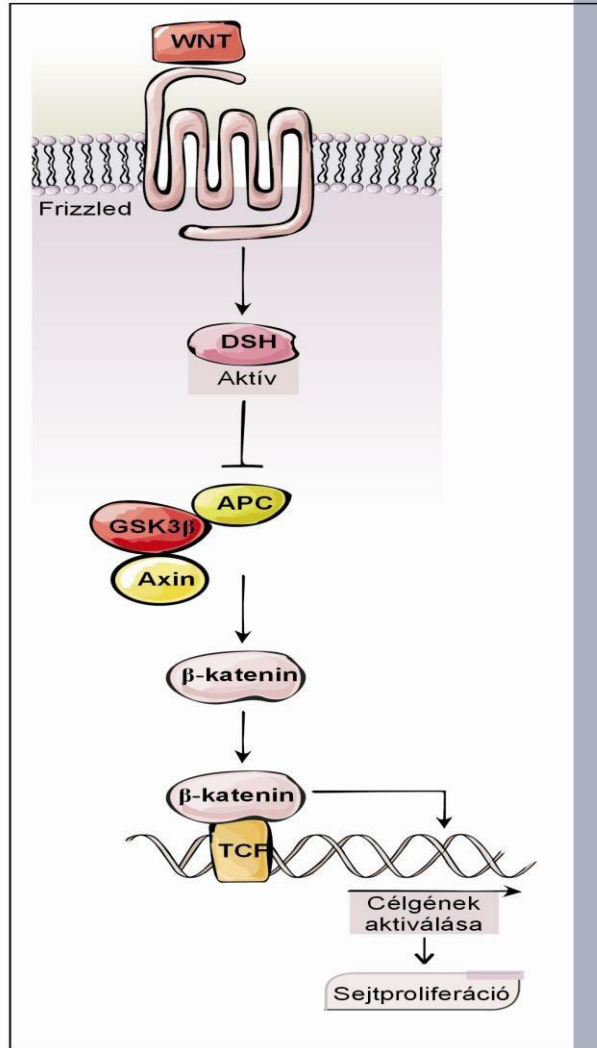 WNT
Frizzled
DSH
Aktív
APC
GSK3β
Axin
β-katenin
β-katenin
TCF
Célgének
aktiválása
Sejtproliferáció